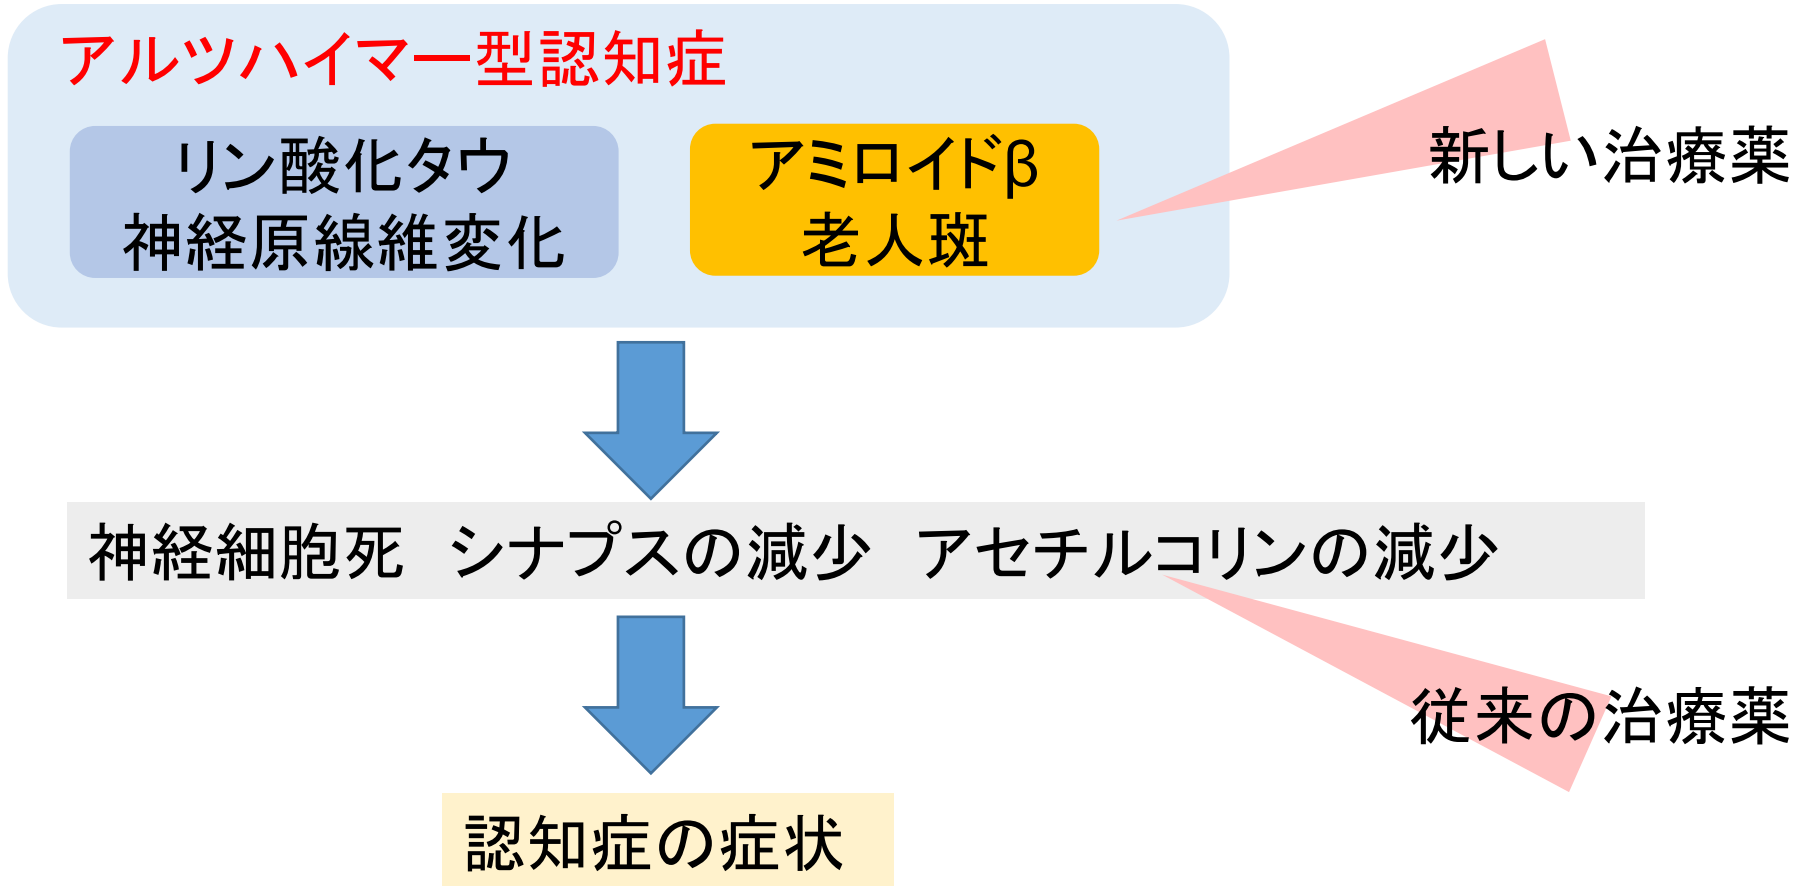 アルツハイマー型認知症
リン酸化タウ
神経原線維変化
アミロイドβ
老人斑
新しい治療薬
神経細胞死　シナプスの減少　アセチルコリンの減少
従来の治療薬
認知症の症状